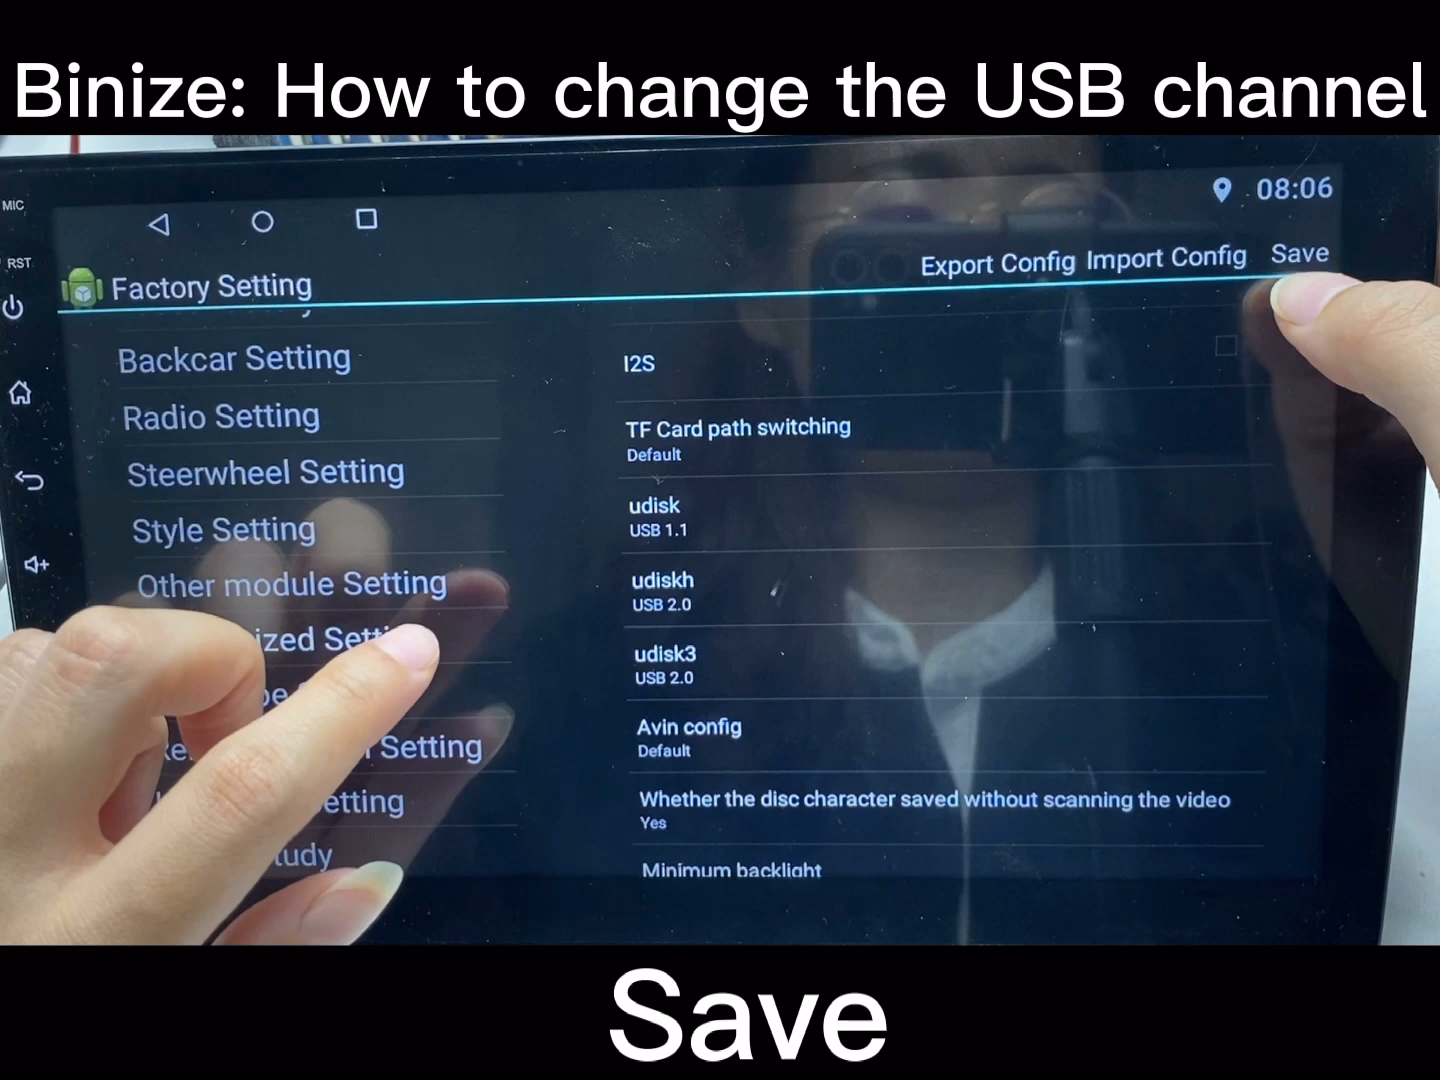 Binize: How to change the USB channel
MIC
08:06
RST
Factory Setting
Export Config Import Config Save
Backcar Setting
Radio Setting
Steerwheel Setting
Style Setting
Other module Setting
Setting
Setting
I2S
TF Card path switching
Default
udisk
USB 1.1
udiskh
USB 2.0
udisk3
USB 2.0
Avin config
Default
Whether the disc character saved without scanning the video
Yes
Minimum backlight
Save